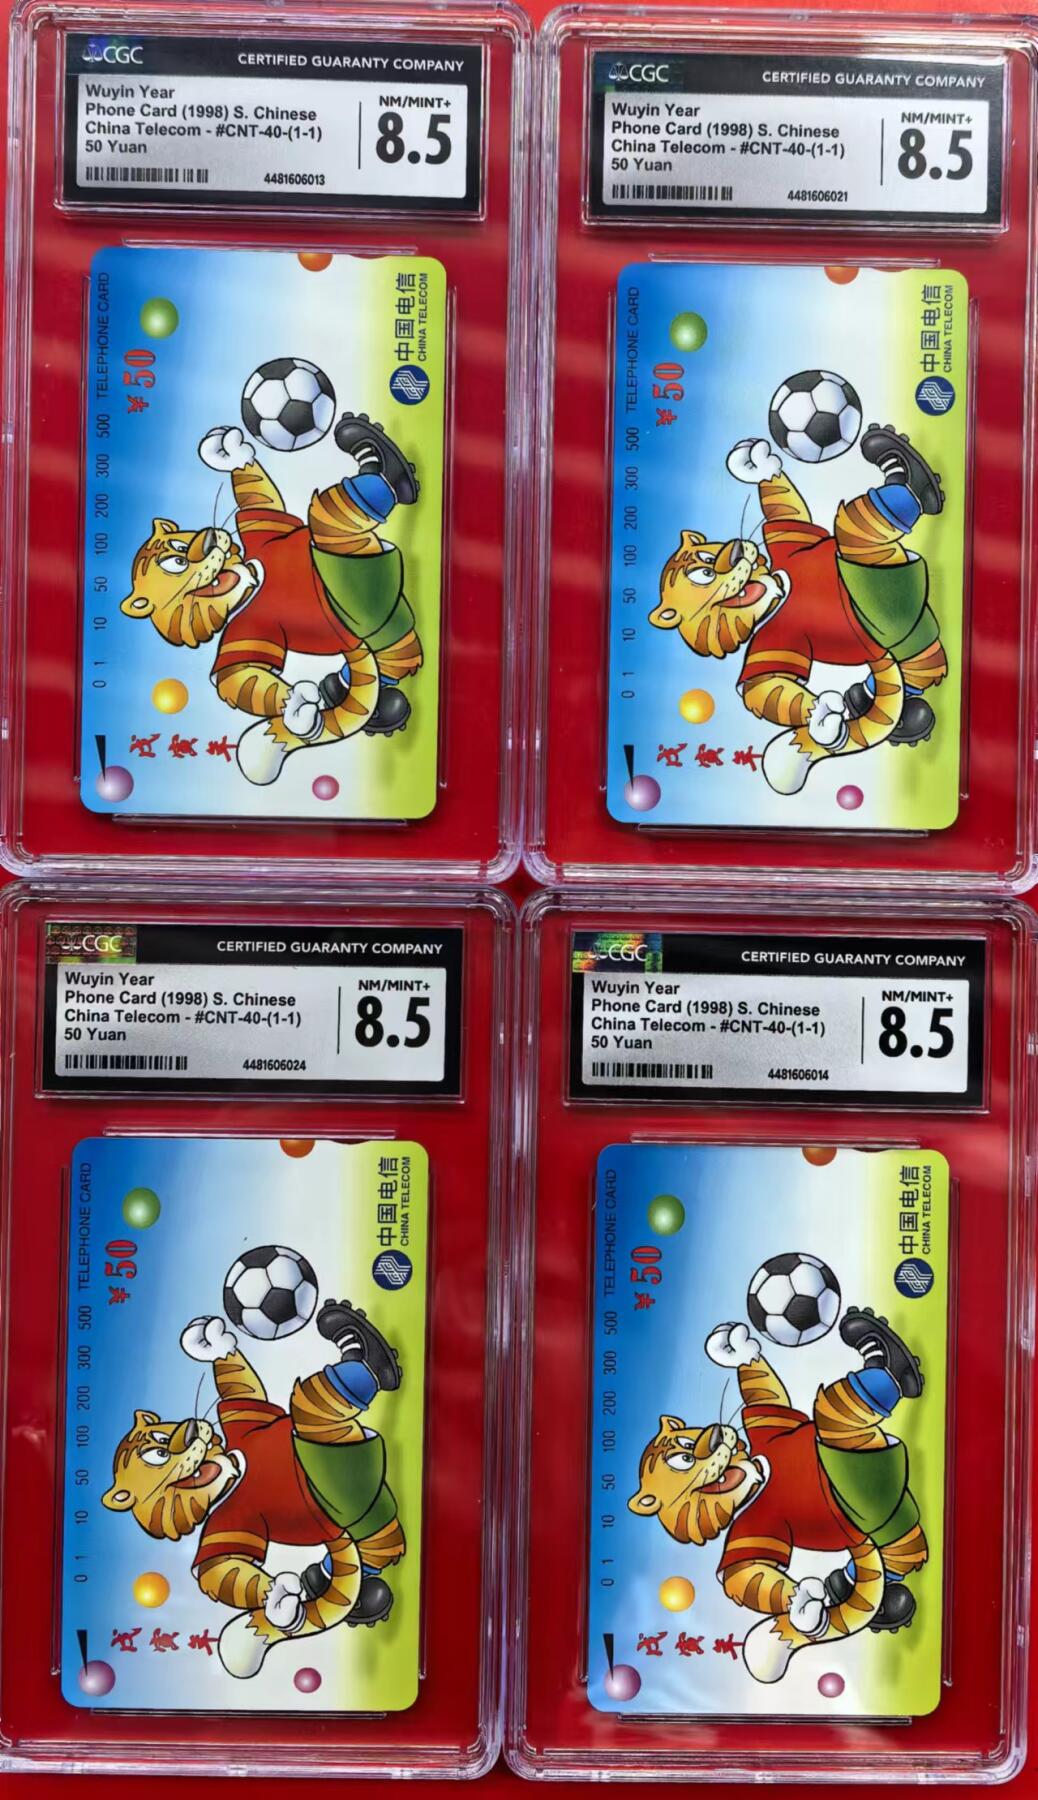 CGC CERTIFIED GUARANTY COMPANY
Wuyin Year
Phone Card (1998) S. Chinese
China Telecom - #CNT-40-(1-1)
50 Yuan
NM/MINT+
8.5
4481606013
0 1 10 50 100 200 300 500 TELEPHONE CARD
¥50
戊寅年
中国电信
CHINA TELECOM
CGC CERTIFIED GUARANTY COMPANY
Wuyin Year
Phone Card (1998) S. Chinese
China Telecom - #CNT-40-(1-1)
50 Yuan
NM/MINT+
8.5
4481606021
0 1 10 50 100 200 300 500 TELEPHONE CARD
¥50
戊寅年
中国电信
CHINA TELECOM
CGC CERTIFIED GUARANTY COMPANY
Wuyin Year
Phone Card (1998) S. Chinese
China Telecom - #CNT-40-(1-1)
50 Yuan
NM/MINT+
8.5
4481606024
0 1 10 50 100 200 300 500 TELEPHONE CARD
¥50
戊寅年
中国电信
CHINA TELECOM
CGC CERTIFIED GUARANTY COMPANY
Wuyin Year
Phone Card (1998) S. Chinese
China Telecom - #CNT-40-(1-1)
50 Yuan
NM/MINT+
8.5
4481606014
0 1 10 50 100 200 300 500 TELEPHONE CARD
¥50
戊寅年
中国电信
CHINA TELECOM